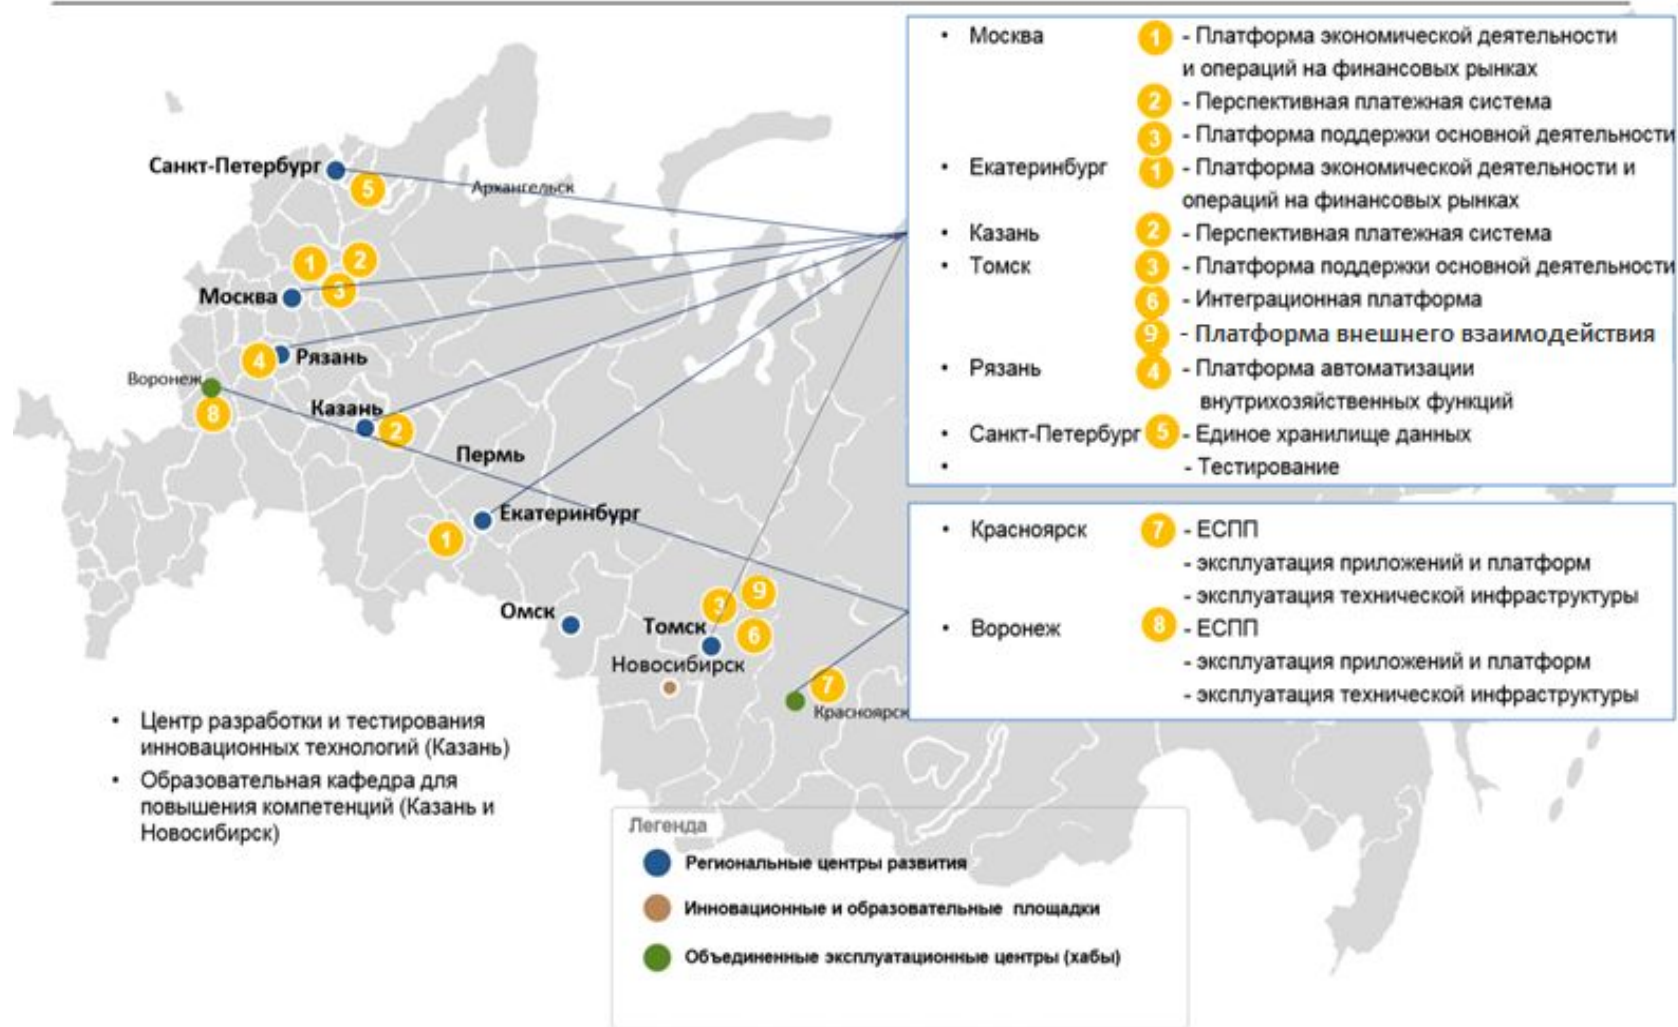 • Москва 1 - Платформа экономической деятельности
и операций на финансовых рынках
2 - Перспективная платежная система
3 - Платформа поддержки основной деятельности
• Екатеринбург 1 - Платформа экономической деятельности и
операций на финансовых рынках
• Казань 2 - Перспективная платежная система
• Томск 3 - Платформа поддержки основной деятельности
6 - Интеграционная платформа
9 - Платформа внешнего взаимодействия
• Рязань 4 - Платформа автоматизации
внутрихозяйственных функций
• Санкт-Петербург 5 - Единое хранилище данных
• - Тестирование
• Красноярск 7 - ЕСПП
- эксплуатация приложений и платформ
- эксплуатация технической инфраструктуры
• Воронеж 8 - ЕСПП
- эксплуатация приложений и платформ
- эксплуатация технической инфраструктуры
Санкт-Петербург
5
Архангельск
1 2
Москва 3
4 Рязань
Воронеж
8
Казань
2
Пермь
Екатеринбург
1
Омск
3 9
Томск 6
Новосибирск
7
Красноярск
• Центр разработки и тестирования
инновационных технологий (Казань)
• Образовательная кафедра для
повышения компетенций (Казань и
Новосибирск)
Легенда
Региональные центры развития
Инновационные и образовательные площадки
Объединенные эксплуатационные центры (хабы)